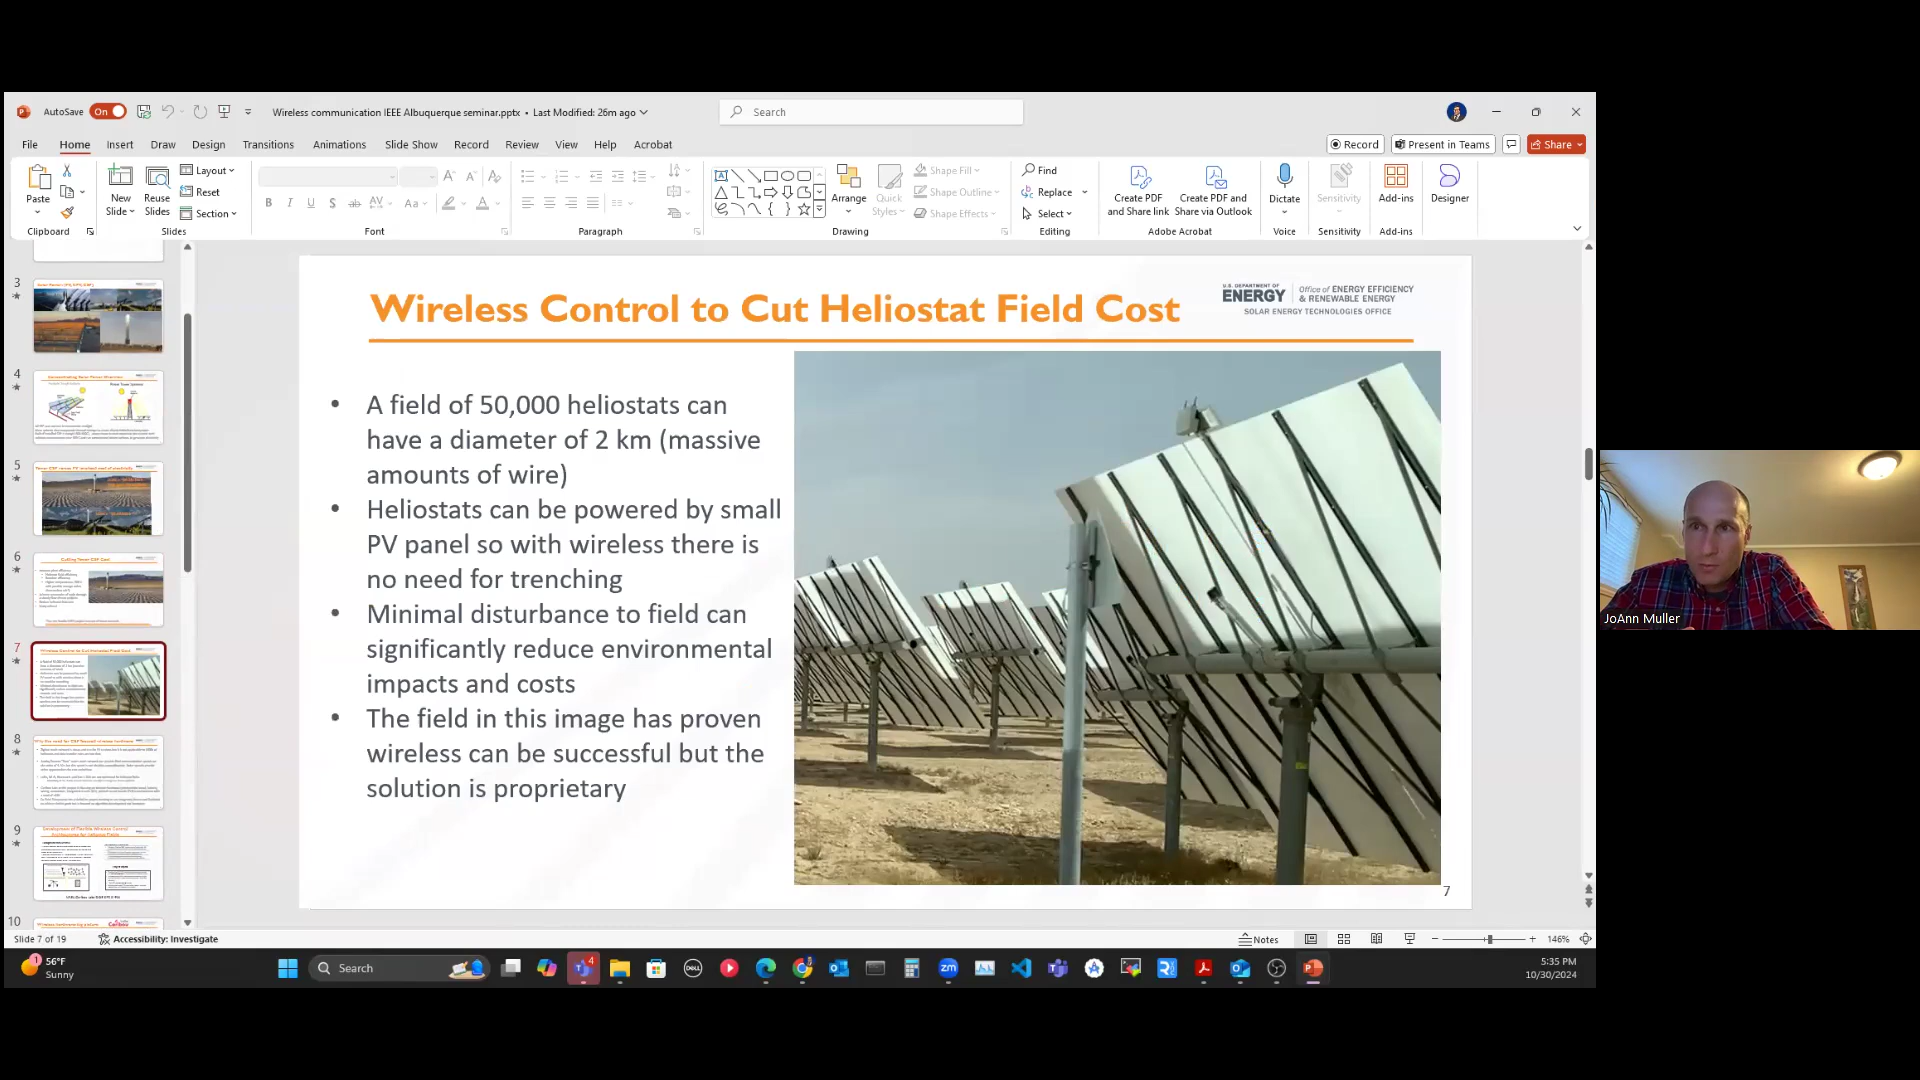 AutoSave On Wireless communication IEEE Albuquerque seminar.pptx • Last Modified: 26m ago Search
File Home Insert Draw Design Transitions Animations Slide Show Record Review View Help Acrobat Record Present in Teams Share
Paste New Slide Reuse Slides Layout Reset Section
Arrange Quick Styles Shape Fill Shape Outline Shape Effects
Find Replace Select
Create PDF and Share link Create PDF and Share via Outlook Dictate Sensitivity Add-ins Designer
Clipboard Slides Font Paragraph Drawing Editing Adobe Acrobat Voice Sensitivity Add-ins
3
4
5
6
7
8
9
10
Wireless Control to Cut Heliostat Field Cost
U.S. DEPARTMENT OF
ENERGY
Office of ENERGY EFFICIENCY
& RENEWABLE ENERGY
SOLAR ENERGY TECHNOLOGIES OFFICE
• A field of 50,000 heliostats can
have a diameter of 2 km (massive
amounts of wire)
• Heliostats can be powered by small
PV panel so with wireless there is
no need for trenching
• Minimal disturbance to field can
significantly reduce environmental
impacts and costs
• The field in this image has proven
wireless can be successful but the
solution is proprietary
7
JoAnn Muller
Slide 7 of 19 Accessibility: Investigate Notes 146%
56°F
Sunny
Search
5:35 PM
10/30/2024